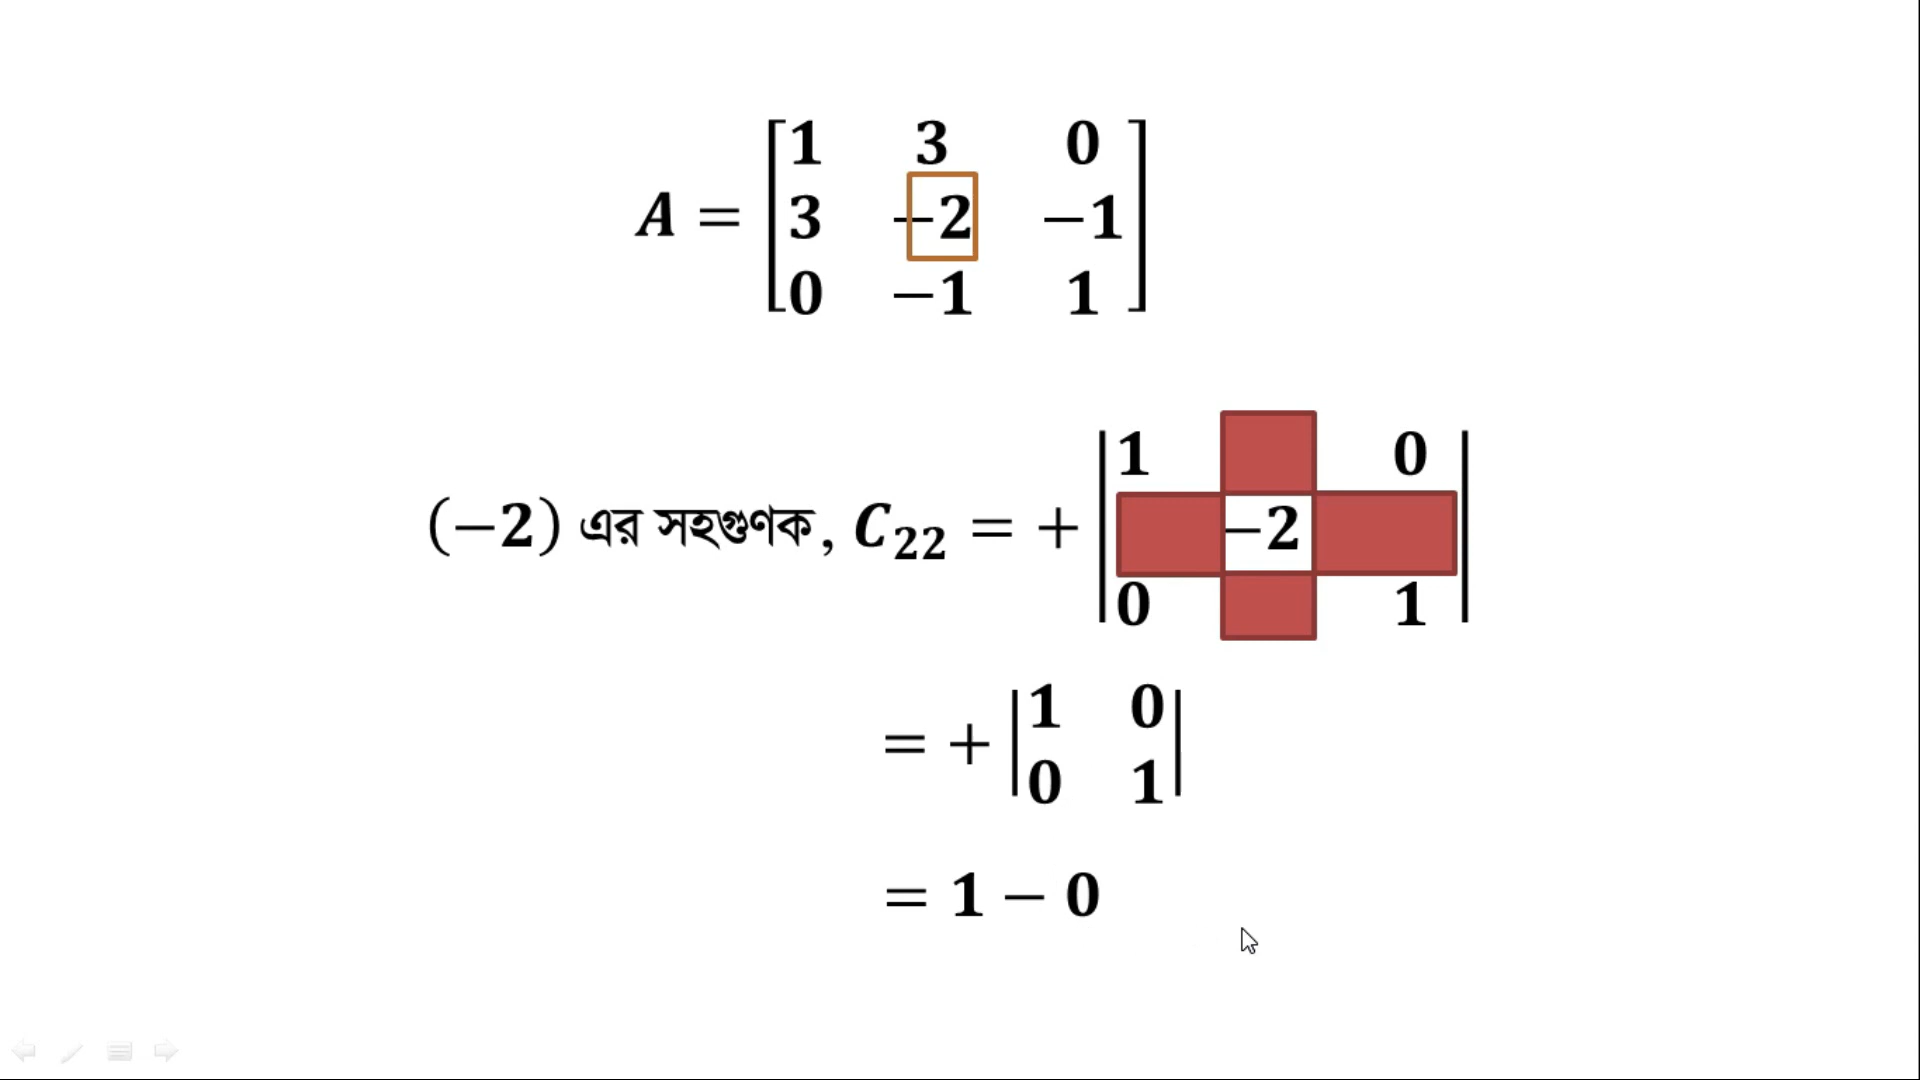 A = [1 3 0
3 −2 −1
0 −1 1]
(−2) এর সহগুণক, C₂₂ = + |1 0
−2
0 1|
= + |1 0
0 1|
= 1 − 0